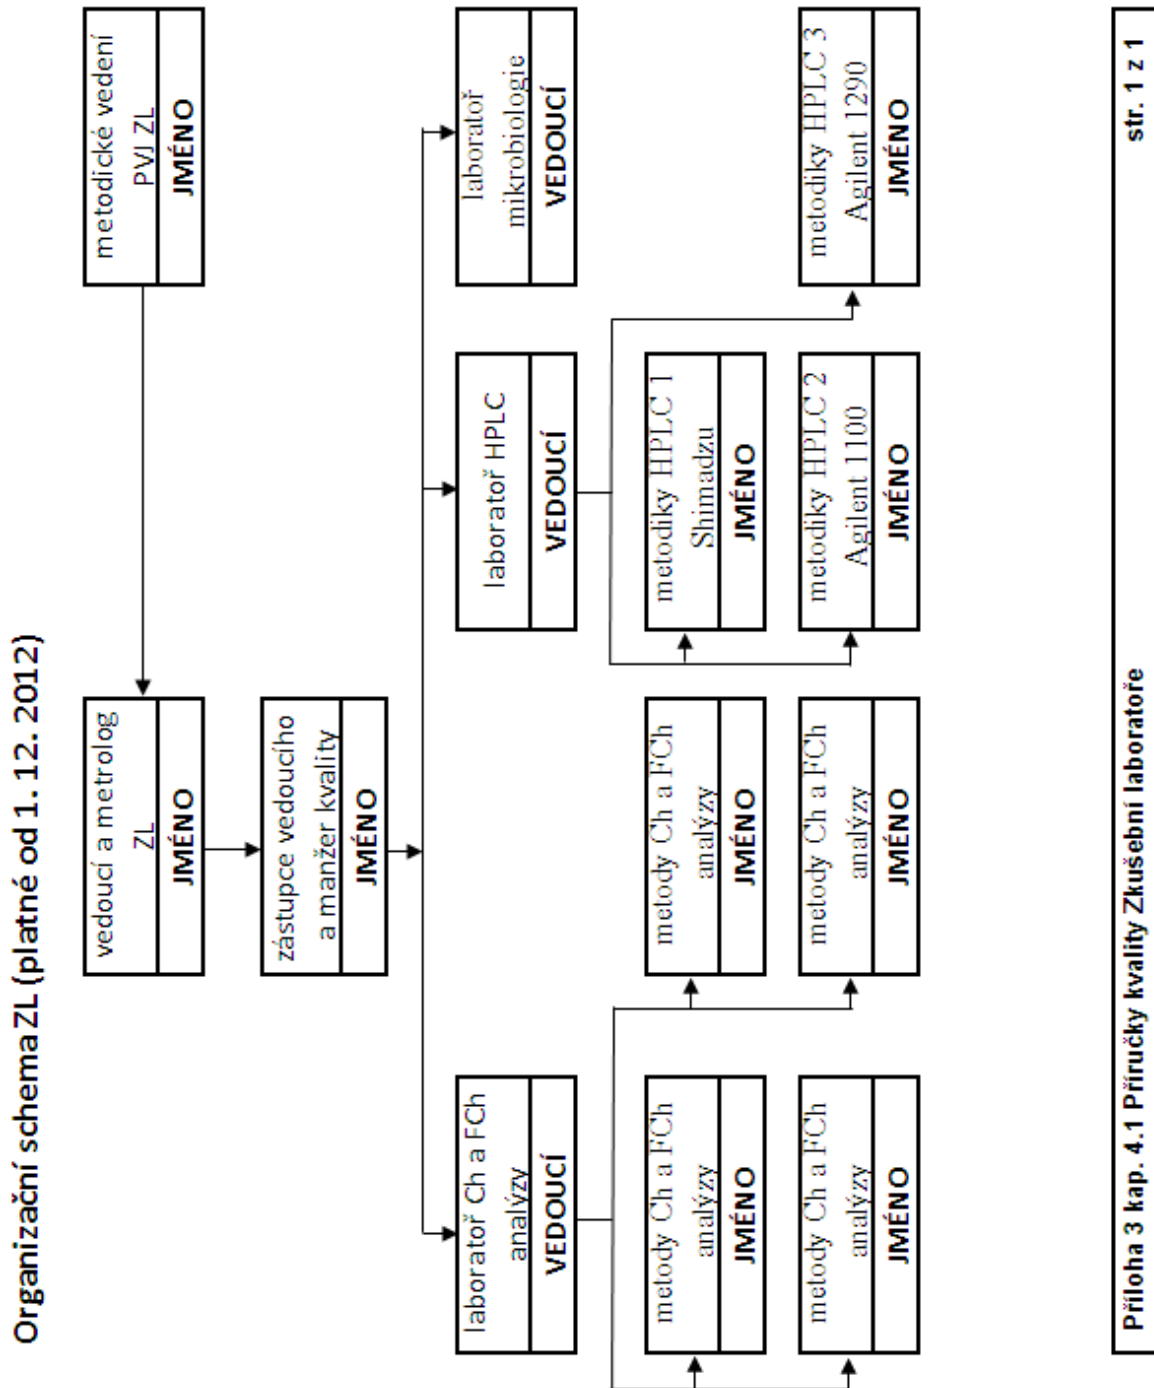 Organizační schema ZL (platné od 1. 12. 2012)
vedoucí a metrolog
ZL
JMÉNO
metodické vedení
PVJ ZL
JMÉNO
zástupce vedoucího
a manžer kvality
JMÉNO
laboratoř Ch a FCh
analýzy
VEDOUCÍ
laboratoř HPLC
VEDOUCÍ
laboratoř
mikrobiologie
VEDOUCÍ
metody Ch a FCh
analýzy
JMÉNO
metody Ch a FCh
analýzy
JMÉNO
metodiky HPLC 1
Shimadzu
JMÉNO
metody Ch a FCh
analýzy
JMÉNO
metody Ch a FCh
analýzy
JMÉNO
metodiky HPLC 2
Agilent 1100
JMÉNO
metodiky HPLC 3
Agilent 1290
JMÉNO
Příloha 3 kap. 4.1 Příručky kvality Zkušební laboratoře
str. 1 z 1